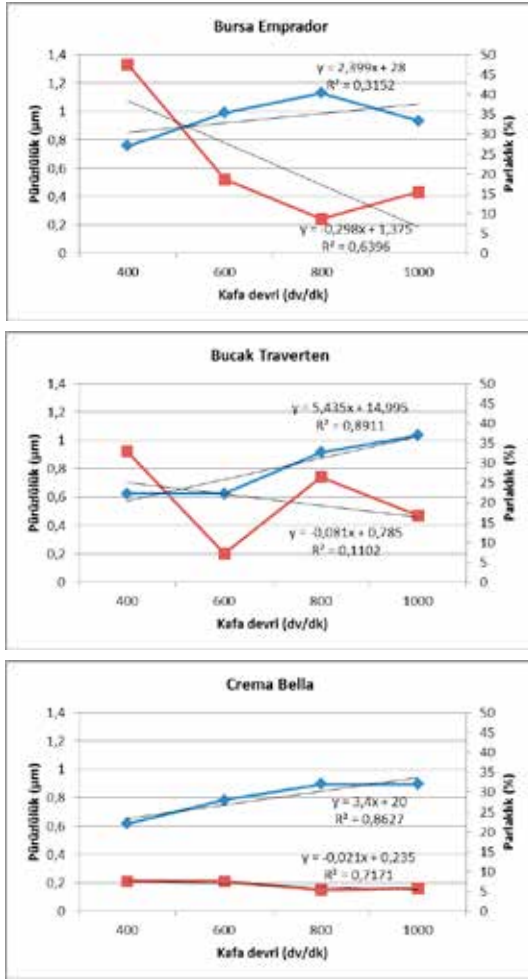 Bursa Emprador
Pürüzlülük (µm)
1,4
1,2
1
0,8
0,6
0,4
0,2
0
y = 2,399x + 28
R² = 0,3152
y = -0,298x + 1,375
R² = 0,6396
50
45
40
35
30
25
20
15
10
5
0
Parlaklık (%)
400 600 800 1000
Kafa devri (dv/dk)
Bucak Traverten
Pürüzlülük (µm)
1,4
1,2
1
0,8
0,6
0,4
0,2
0
y = 5,435x + 14,995
R² = 0,8911
y = -0,081x + 0,785
R² = 0,1102
50
45
40
35
30
25
20
15
10
5
0
Parlaklık (%)
400 600 800 1000
Kafa devri (dv/dk)
Crema Bella
Pürüzlülük (µm)
1,4
1,2
1
0,8
0,6
0,4
0,2
0
y = 3,4x + 20
R² = 0,8627
y = -0,021x + 0,235
R² = 0,7171
50
45
40
35
30
25
20
15
10
5
0
Parlaklık (%)
400 600 800 1000
Kafa devri (dv/dk)